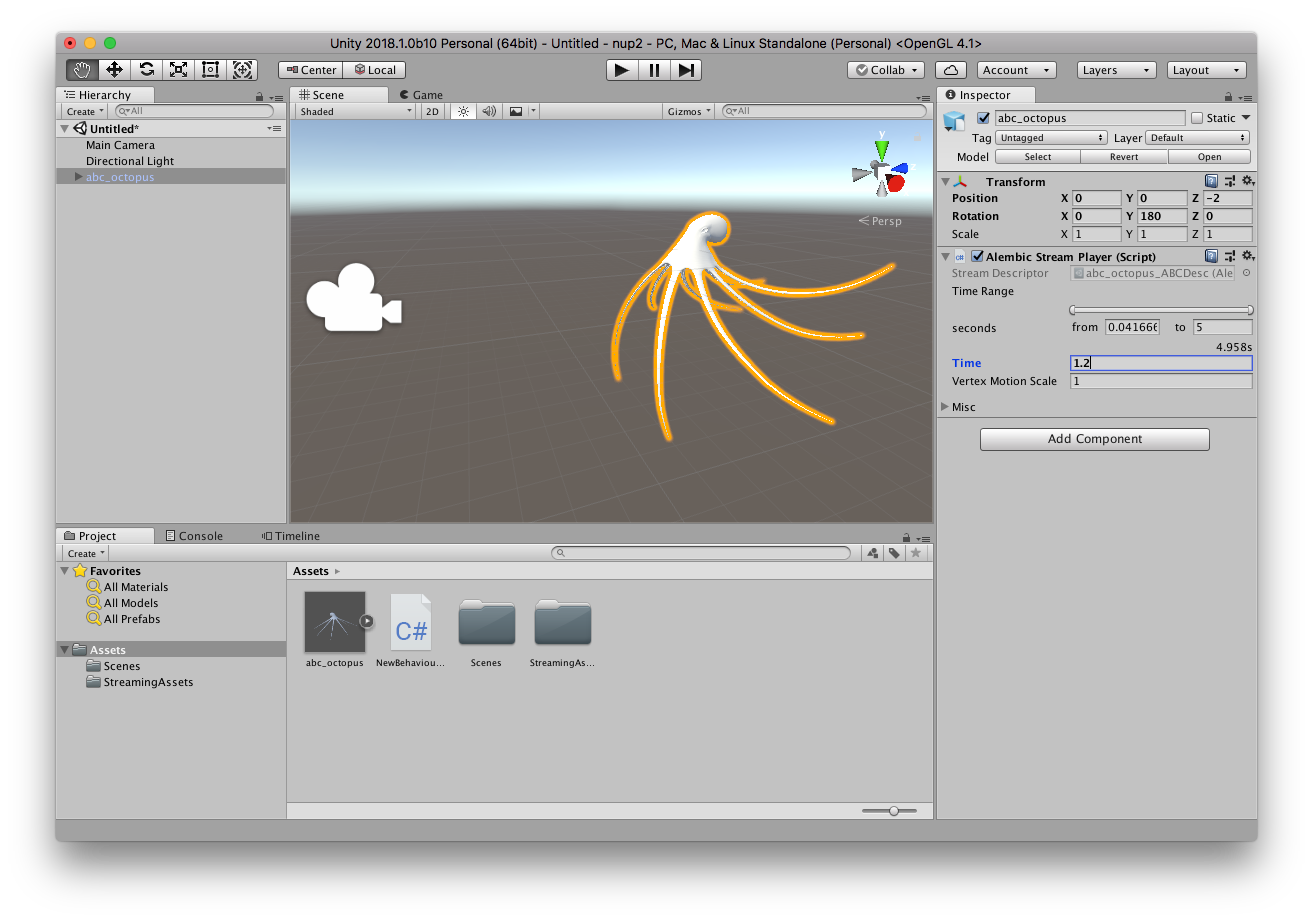 Unity 2018.1.0b10 Personal (64bit) - Untitled - nup2 - PC, Mac & Linux Standalone (Personal) <OpenGL 4.1>
Center Local
Collab Account Layers Layout
Hierarchy
Create All
Untitled*
Main Camera
Directional Light
abc_octopus
Scene Game
Shaded 2D Gizmos All
y
z
Persp
Inspector
abc_octopus Static
Tag Untagged Layer Default
Model Select Revert Open
Transform
Position X 0 Y 0 Z -2
Rotation X 0 Y 180 Z 0
Scale X 1 Y 1 Z 1
C# Alembic Stream Player (Script)
Stream Descriptor abc_octopus_ABCDesc (Ale
Time Range
seconds from 0.041666 to 5
4.958s
Time 1.2
Vertex Motion Scale 1
Misc
Add Component
Project Console Timeline
Create
Favorites
All Materials
All Models
All Prefabs
Assets
Scenes
StreamingAssets
Assets
C#
abc_octopus NewBehaviou... Scenes StreamingAs...